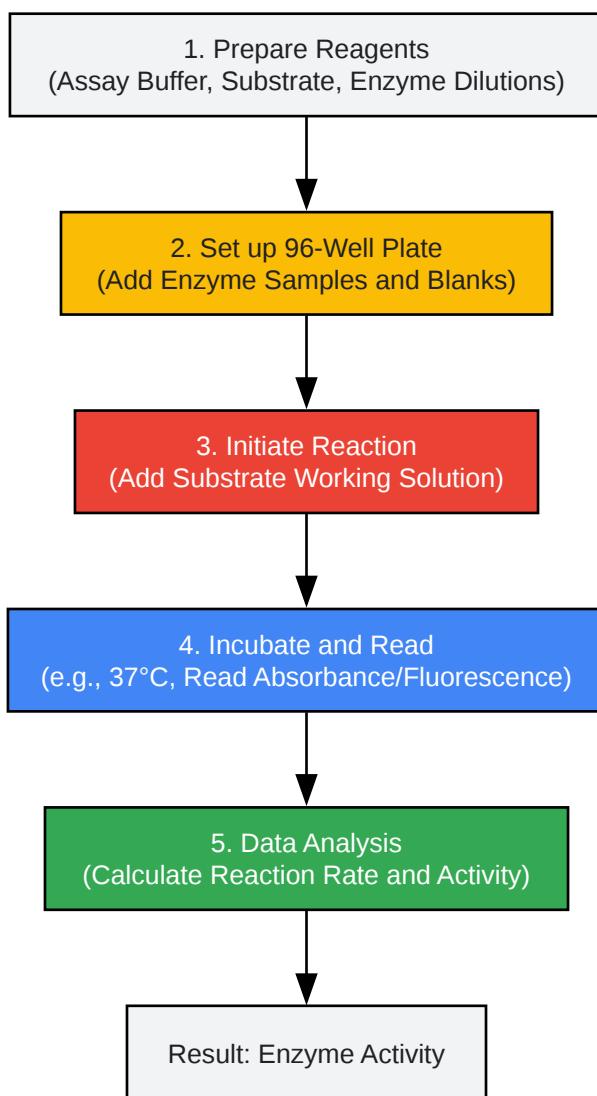 1. Prepare Reagents
(Assay Buffer, Substrate, Enzyme Dilutions)
2. Set up 96-Well Plate
(Add Enzyme Samples and Blanks)
3. Initiate Reaction
(Add Substrate Working Solution)
4. Incubate and Read
(e.g., 37°C, Read Absorbance/Fluorescence)
5. Data Analysis
(Calculate Reaction Rate and Activity)
Result: Enzyme Activity